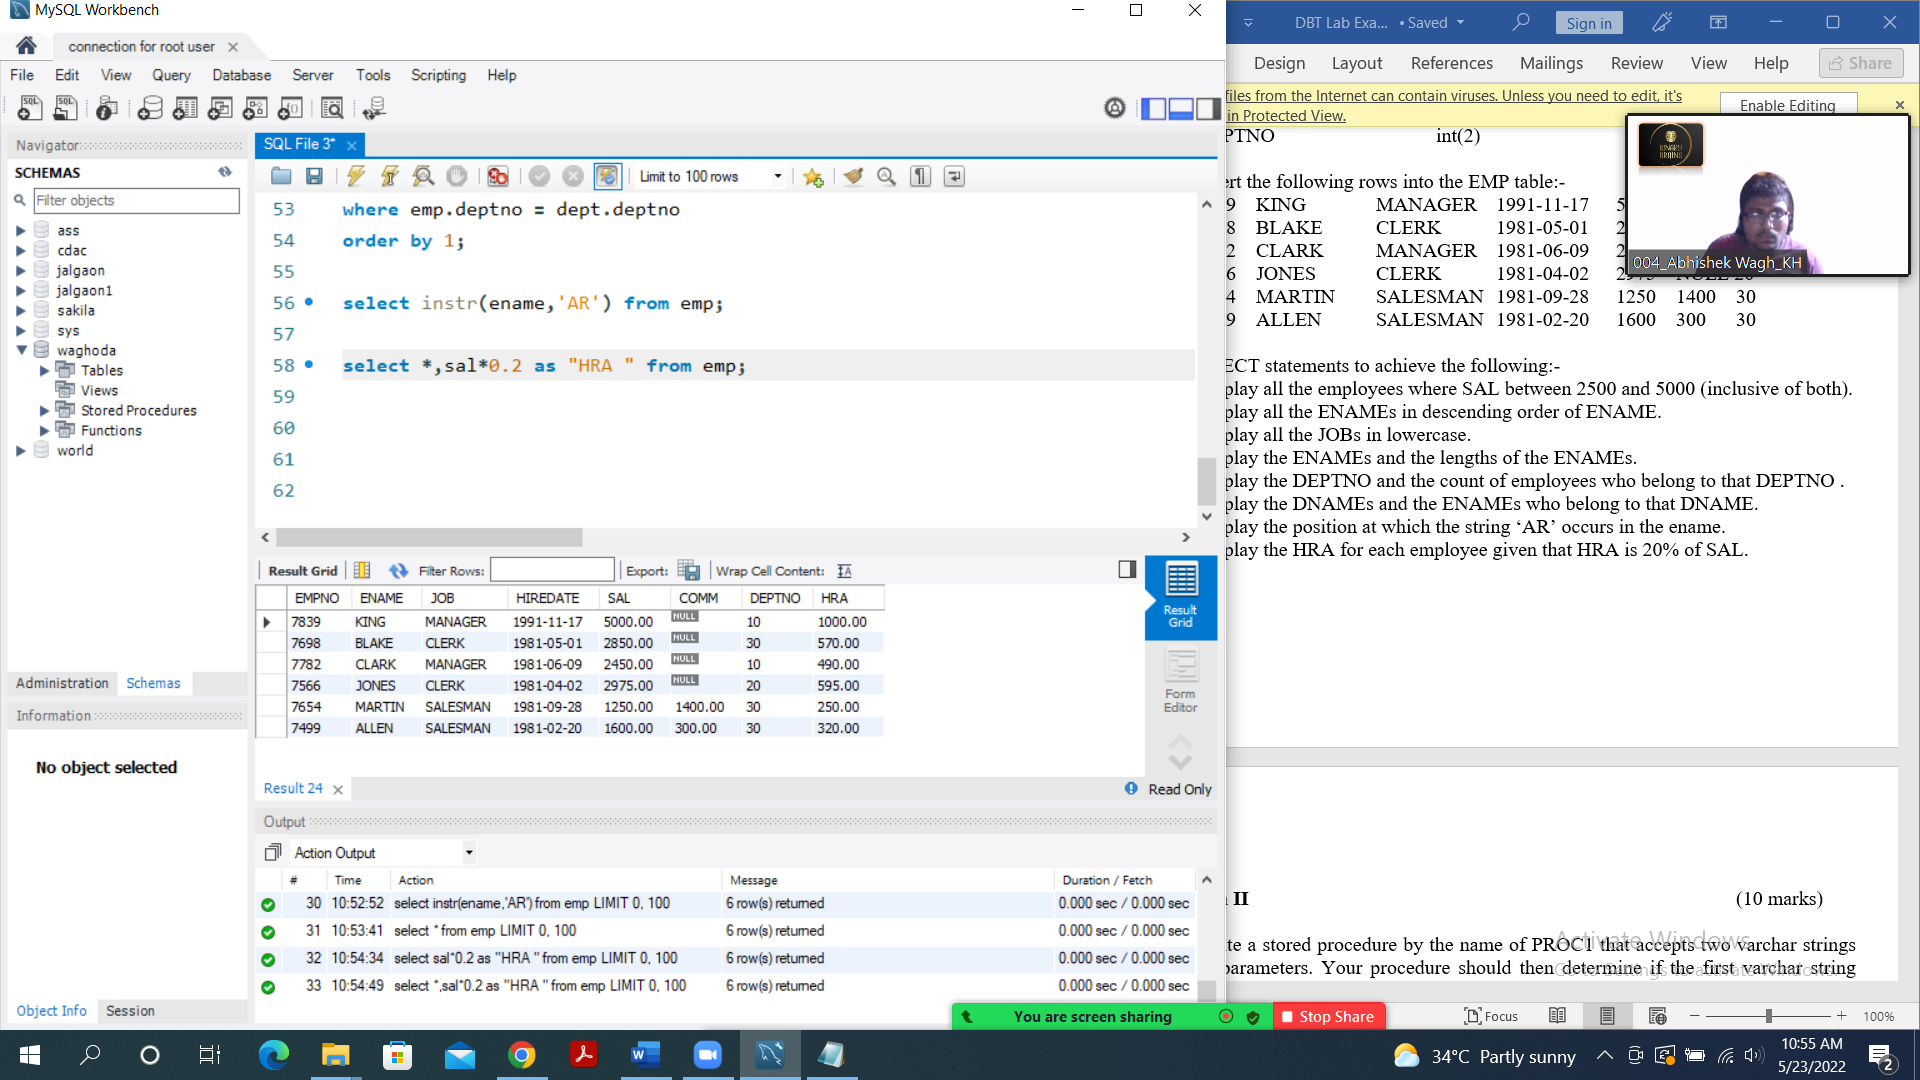 MySQL Workbench
connection for root user
File Edit View Query Database Server Tools Scripting Help
Navigator
SCHEMAS
Filter objects
ass
cdac
jalgaon
jalgaon1
sakila
sys
waghoda
Tables
Views
Stored Procedures
Functions
world
Administration Schemas
Information
No object selected
Object Info Session
SQL File 3*
Limit to 100 rows
53 where emp.deptno = dept.deptno
54 order by 1;
55
56 select instr(ename,'AR') from emp;
57
58 select *,sal*0.2 as "HRA " from emp;
59
60
61
62
Result Grid Filter Rows: Export: Wrap Cell Content:
EMPNO ENAME JOB HIREDATE SAL COMM DEPTNO HRA
7839 KING MANAGER 1991-11-17 5000.00 NULL 10 1000.00
7698 BLAKE CLERK 1981-05-01 2850.00 NULL 30 570.00
7782 CLARK MANAGER 1981-06-09 2450.00 NULL 10 490.00
7566 JONES CLERK 1981-04-02 2975.00 NULL 20 595.00
7654 MARTIN SALESMAN 1981-09-28 1250.00 1400.00 30 250.00
7499 ALLEN SALESMAN 1981-02-20 1600.00 300.00 30 320.00
Result Grid
Form Editor
Result 24
Read Only
Output
Action Output
# Time Action Message Duration / Fetch
30 10:52:52 select instr(ename,'AR') from emp LIMIT 0, 100 6 row(s) returned 0.000 sec / 0.000 sec
31 10:53:41 select * from emp LIMIT 0, 100 6 row(s) returned 0.000 sec / 0.000 sec
32 10:54:34 select sal*0.2 as "HRA " from emp LIMIT 0, 100 6 row(s) returned 0.000 sec / 0.000 sec
33 10:54:49 select *,sal*0.2 as "HRA " from emp LIMIT 0, 100 6 row(s) returned 0.000 sec / 0.000 sec
You are screen sharing Stop Share
DBT Lab Exa... • Saved Sign in
Design Layout References Mailings Review View Help Share
files from the Internet can contain viruses. Unless you need to edit, it's
in Protected View.
Enable Editing
PTNO int(2)
BINARY BRAINS
004_Abhishek Wagh_KH
ert the following rows into the EMP table:-
9 KING MANAGER 1991-11-17 5
8 BLAKE CLERK 1981-05-01 2
2 CLARK MANAGER 1981-06-09 2
6 JONES CLERK 1981-04-02 2975 NULL 20
4 MARTIN SALESMAN 1981-09-28 1250 1400 30
9 ALLEN SALESMAN 1981-02-20 1600 300 30
ECT statements to achieve the following:-
play all the employees where SAL between 2500 and 5000 (inclusive of both).
play all the ENAMEs in descending order of ENAME.
play all the JOBs in lowercase.
play the ENAMEs and the lengths of the ENAMEs.
play the DEPTNO and the count of employees who belong to that DEPTNO .
play the DNAMEs and the ENAMEs who belong to that DNAME.
play the position at which the string ‘AR’ occurs in the ename.
play the HRA for each employee given that HRA is 20% of SAL.
II (10 marks)
te a stored procedure by the name of PROC1 that accepts two varchar strings
parameters. Your procedure should then determine if the first varchar string
Activate Windows
Go to Settings to activate Windows.
Focus 100%
34°C Partly sunny
10:55 AM
5/23/2022
2